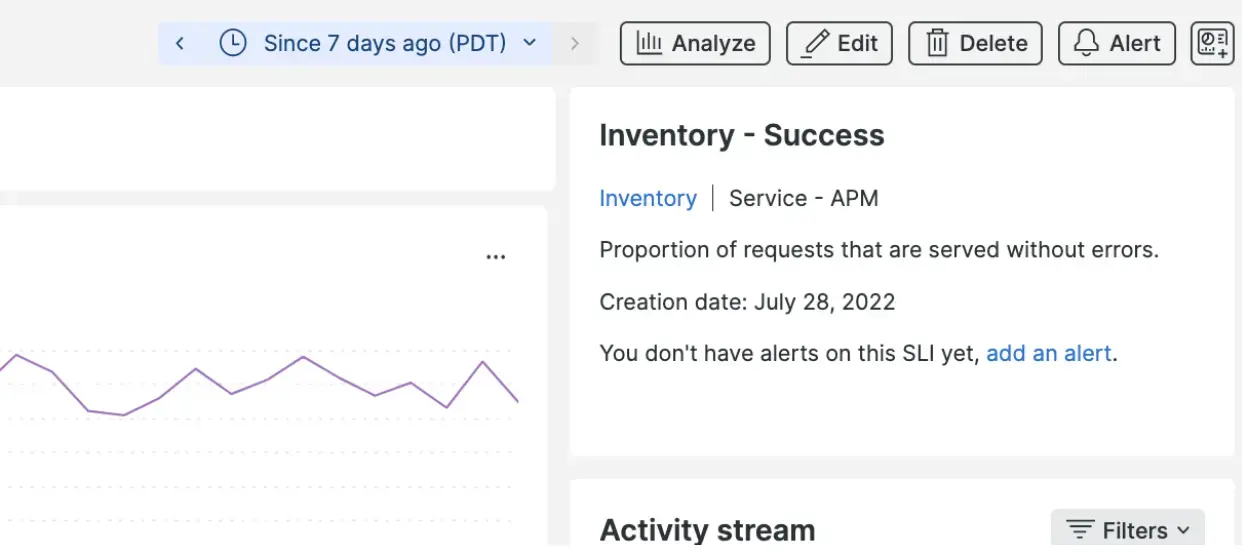 Since 7 days ago (PDT)
Analyze
Edit
Delete
Alert
Inventory - Success
Inventory | Service - APM
Proportion of requests that are served without errors.
Creation date: July 28, 2022
You don't have alerts on this SLI yet, add an alert.
Activity stream
Filters